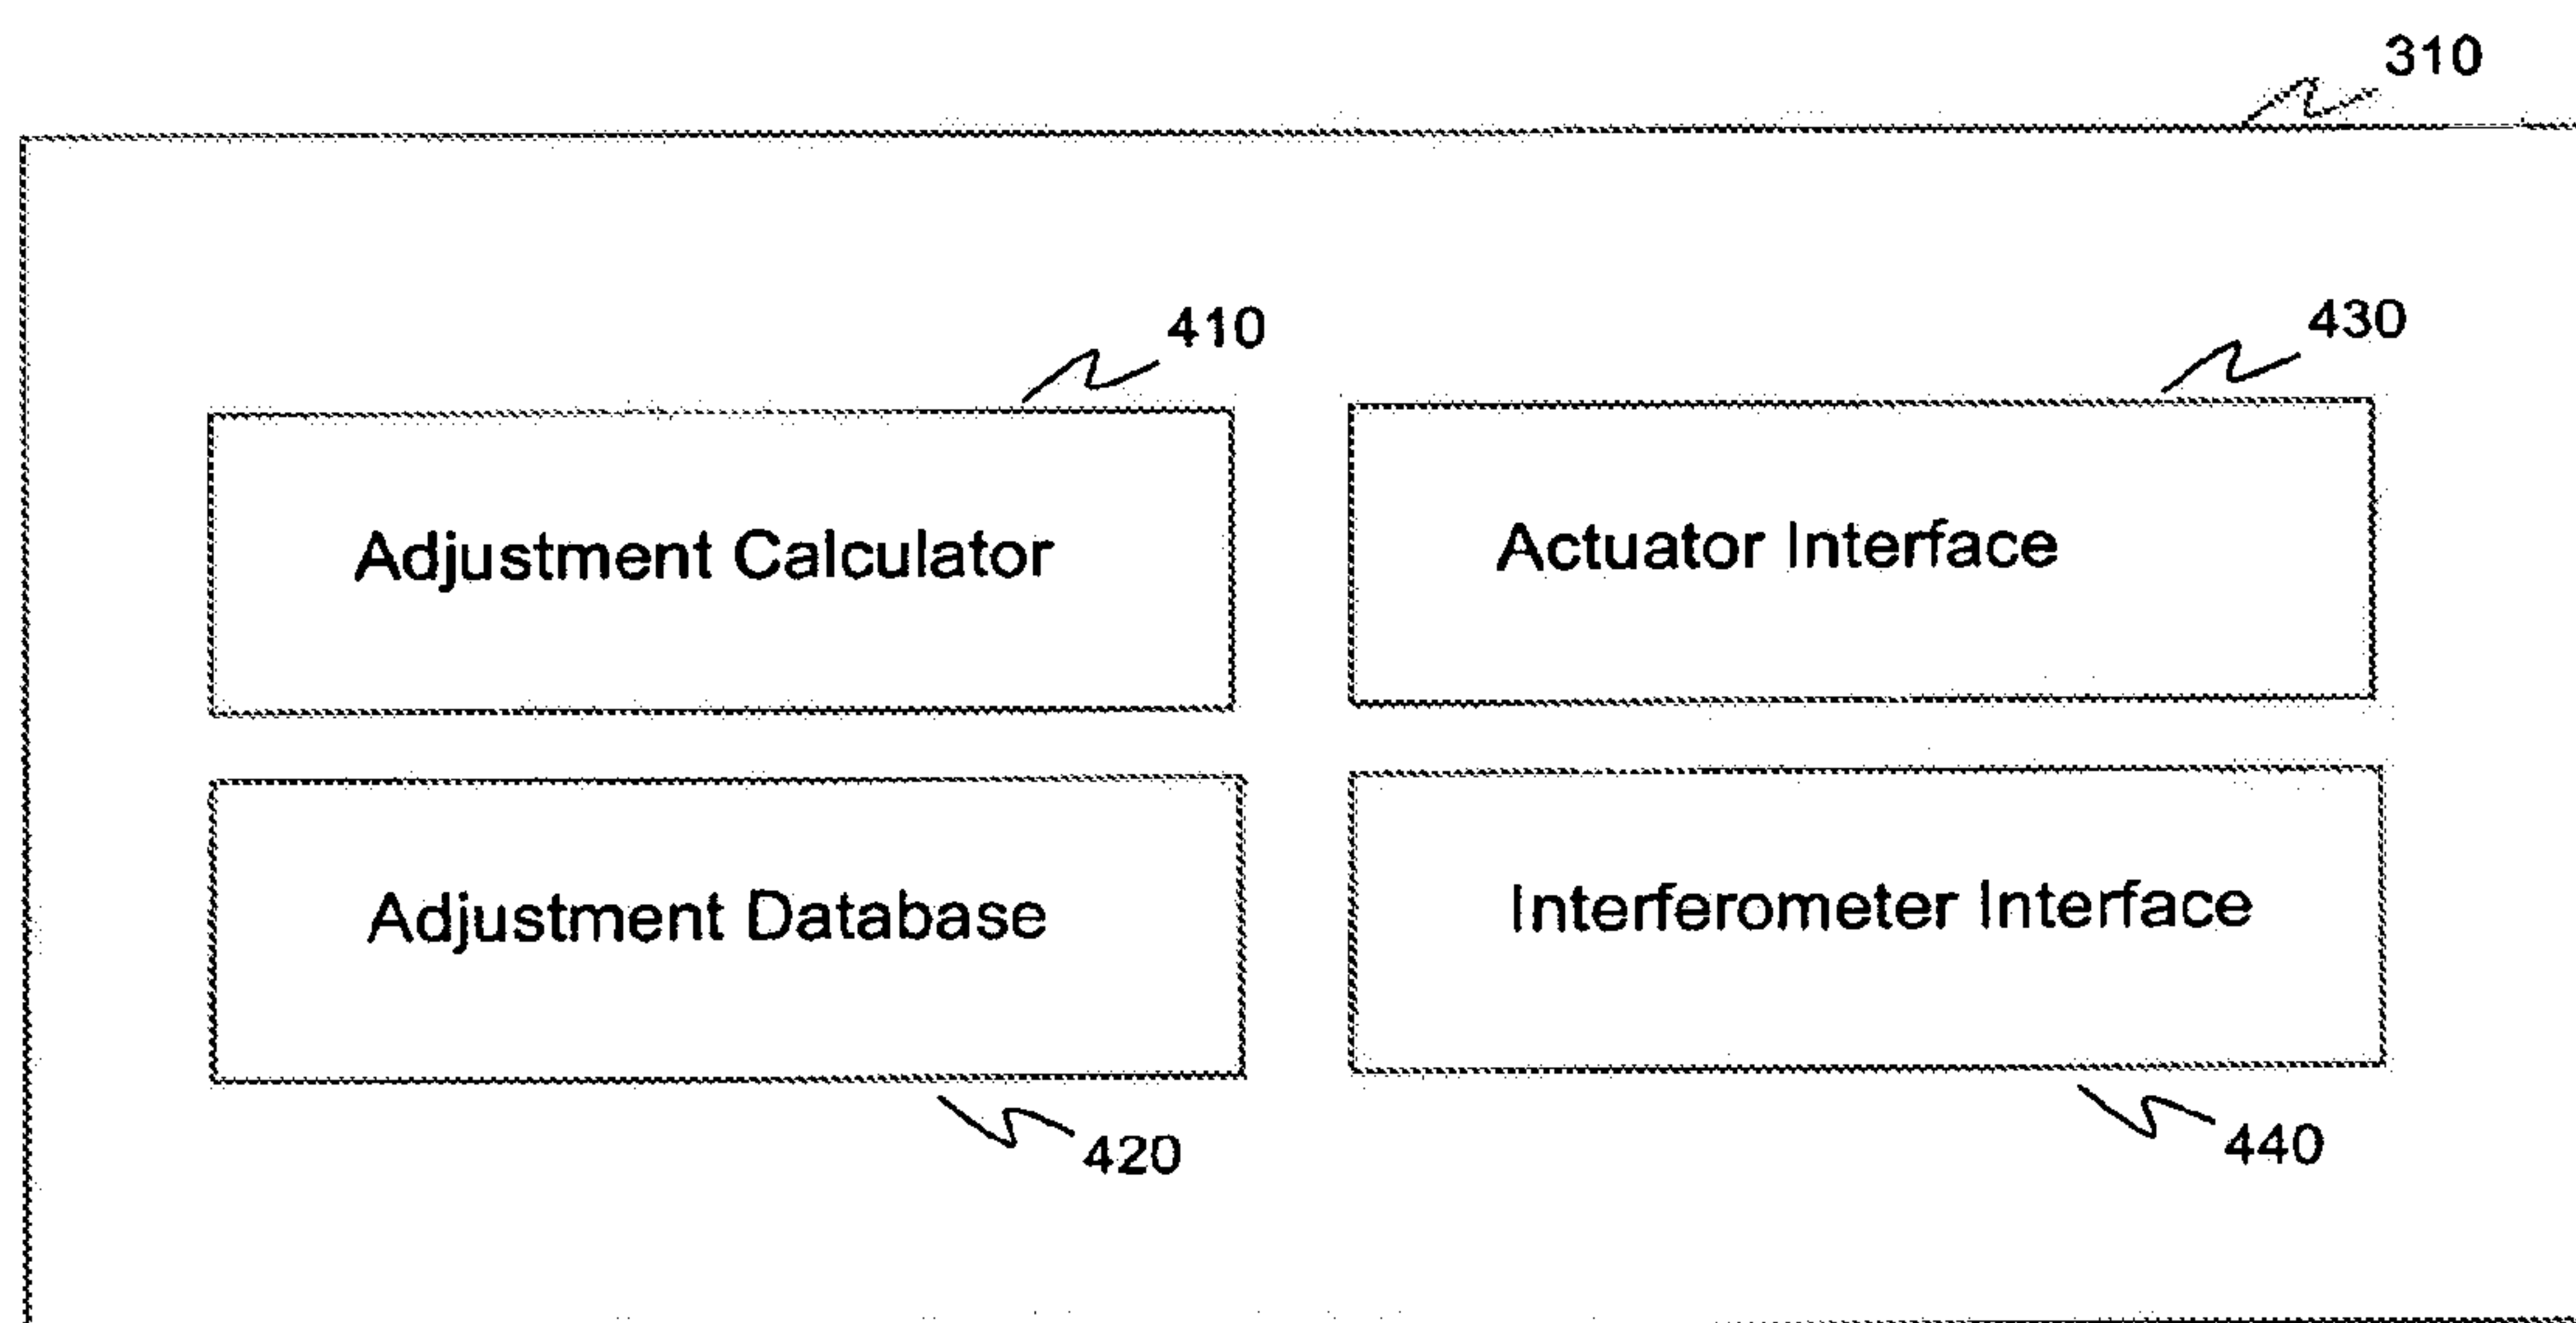 310
410
430
Adjustment Calculator
Actuator Interface
Adjustment Database
Interferometer Interface
420
440